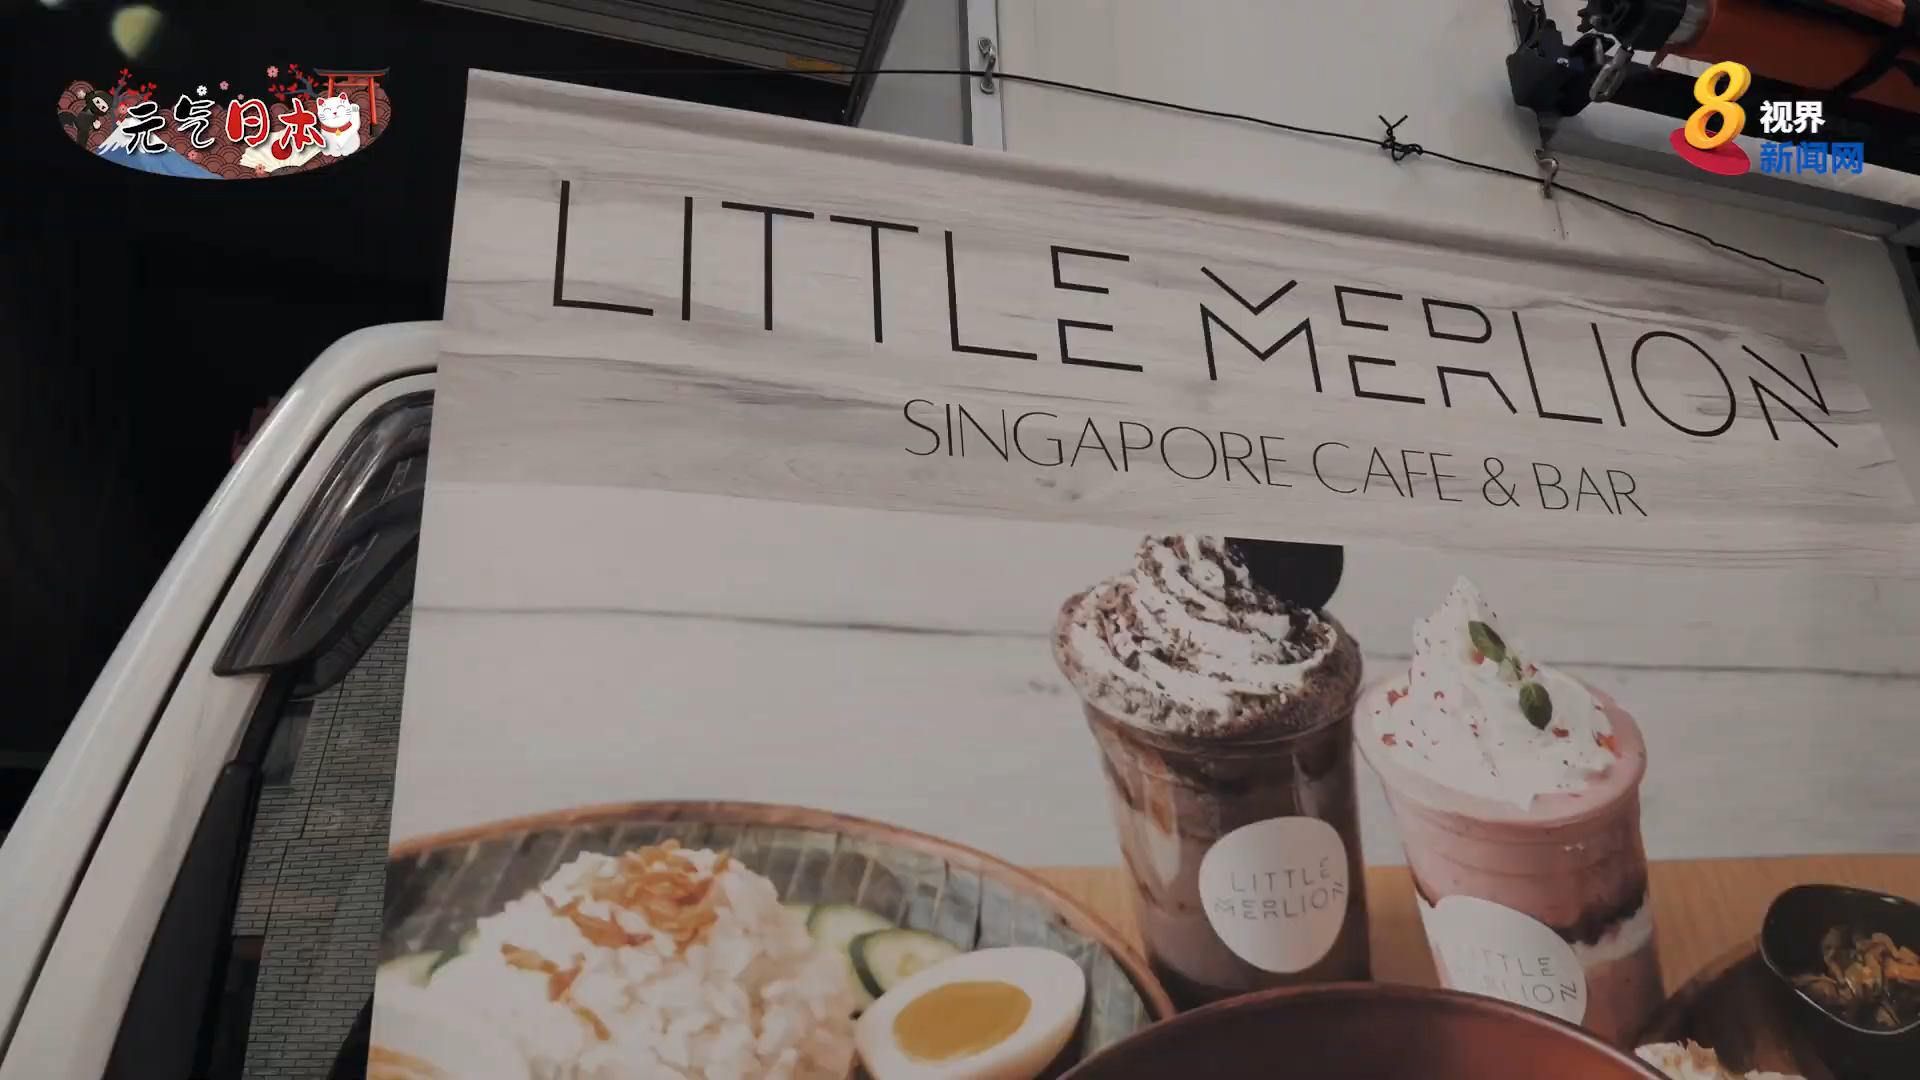 元气日本
8视界
新闻网
LITTLE MERLION
SINGAPORE CAFE & BAR
LITTLE
MERLION
LITTLE
MERLION